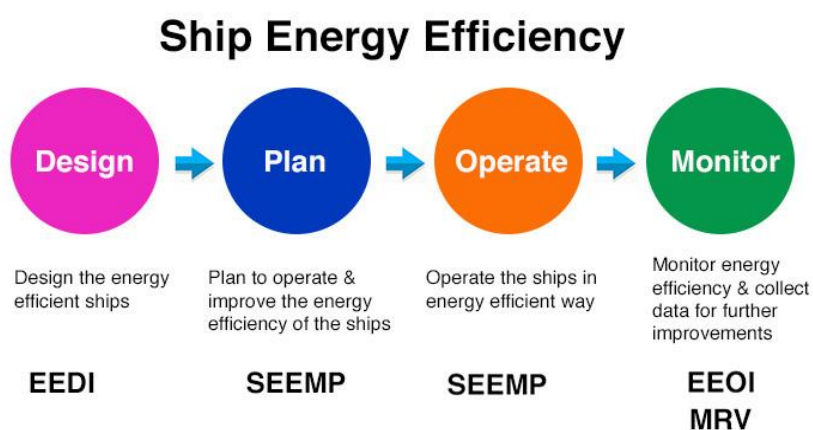 Ship Energy Efficiency
Design
Plan
Operate
Monitor
Design the energy
efficient ships
Plan to operate &
improve the energy
efficiency of the ships
Operate the ships in
energy efficient way
Monitor energy
efficiency & collect
data for further
improvements
EEDI
SEEMP
SEEMP
EEOI
MRV